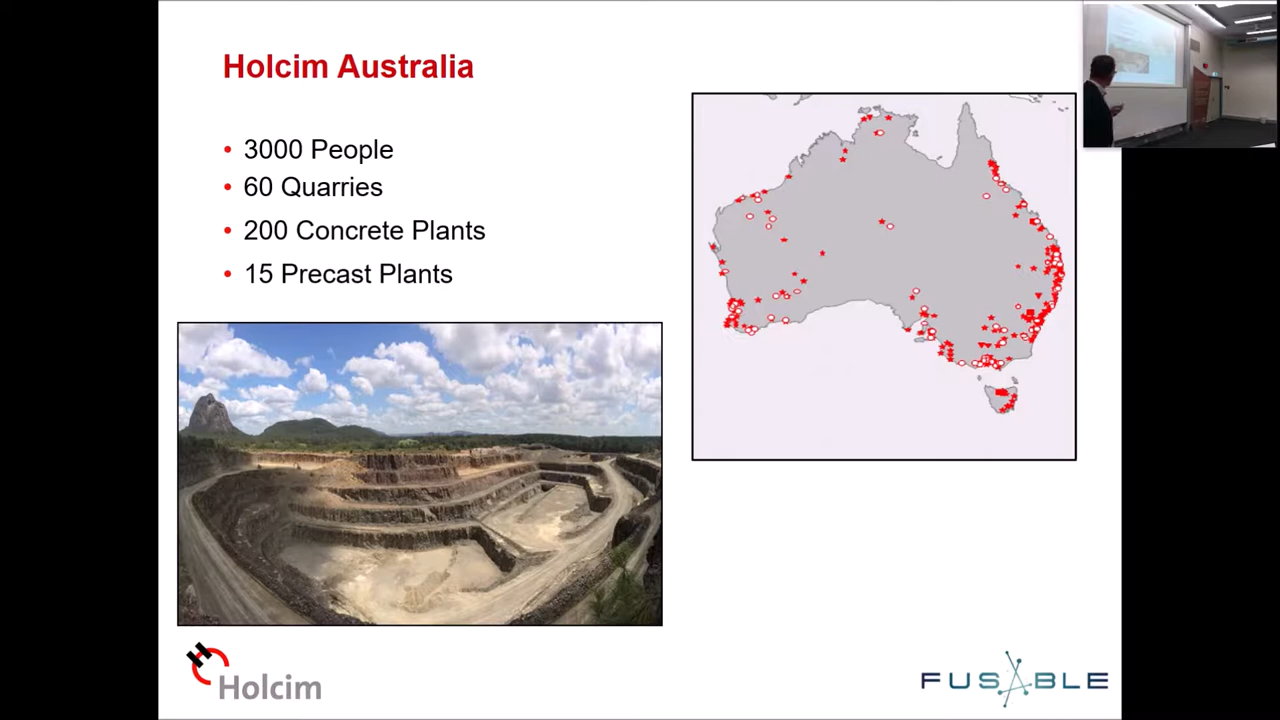 Holcim Australia
• 3000 People
• 60 Quarries
• 200 Concrete Plants
• 15 Precast Plants
Holcim
FUSABLE